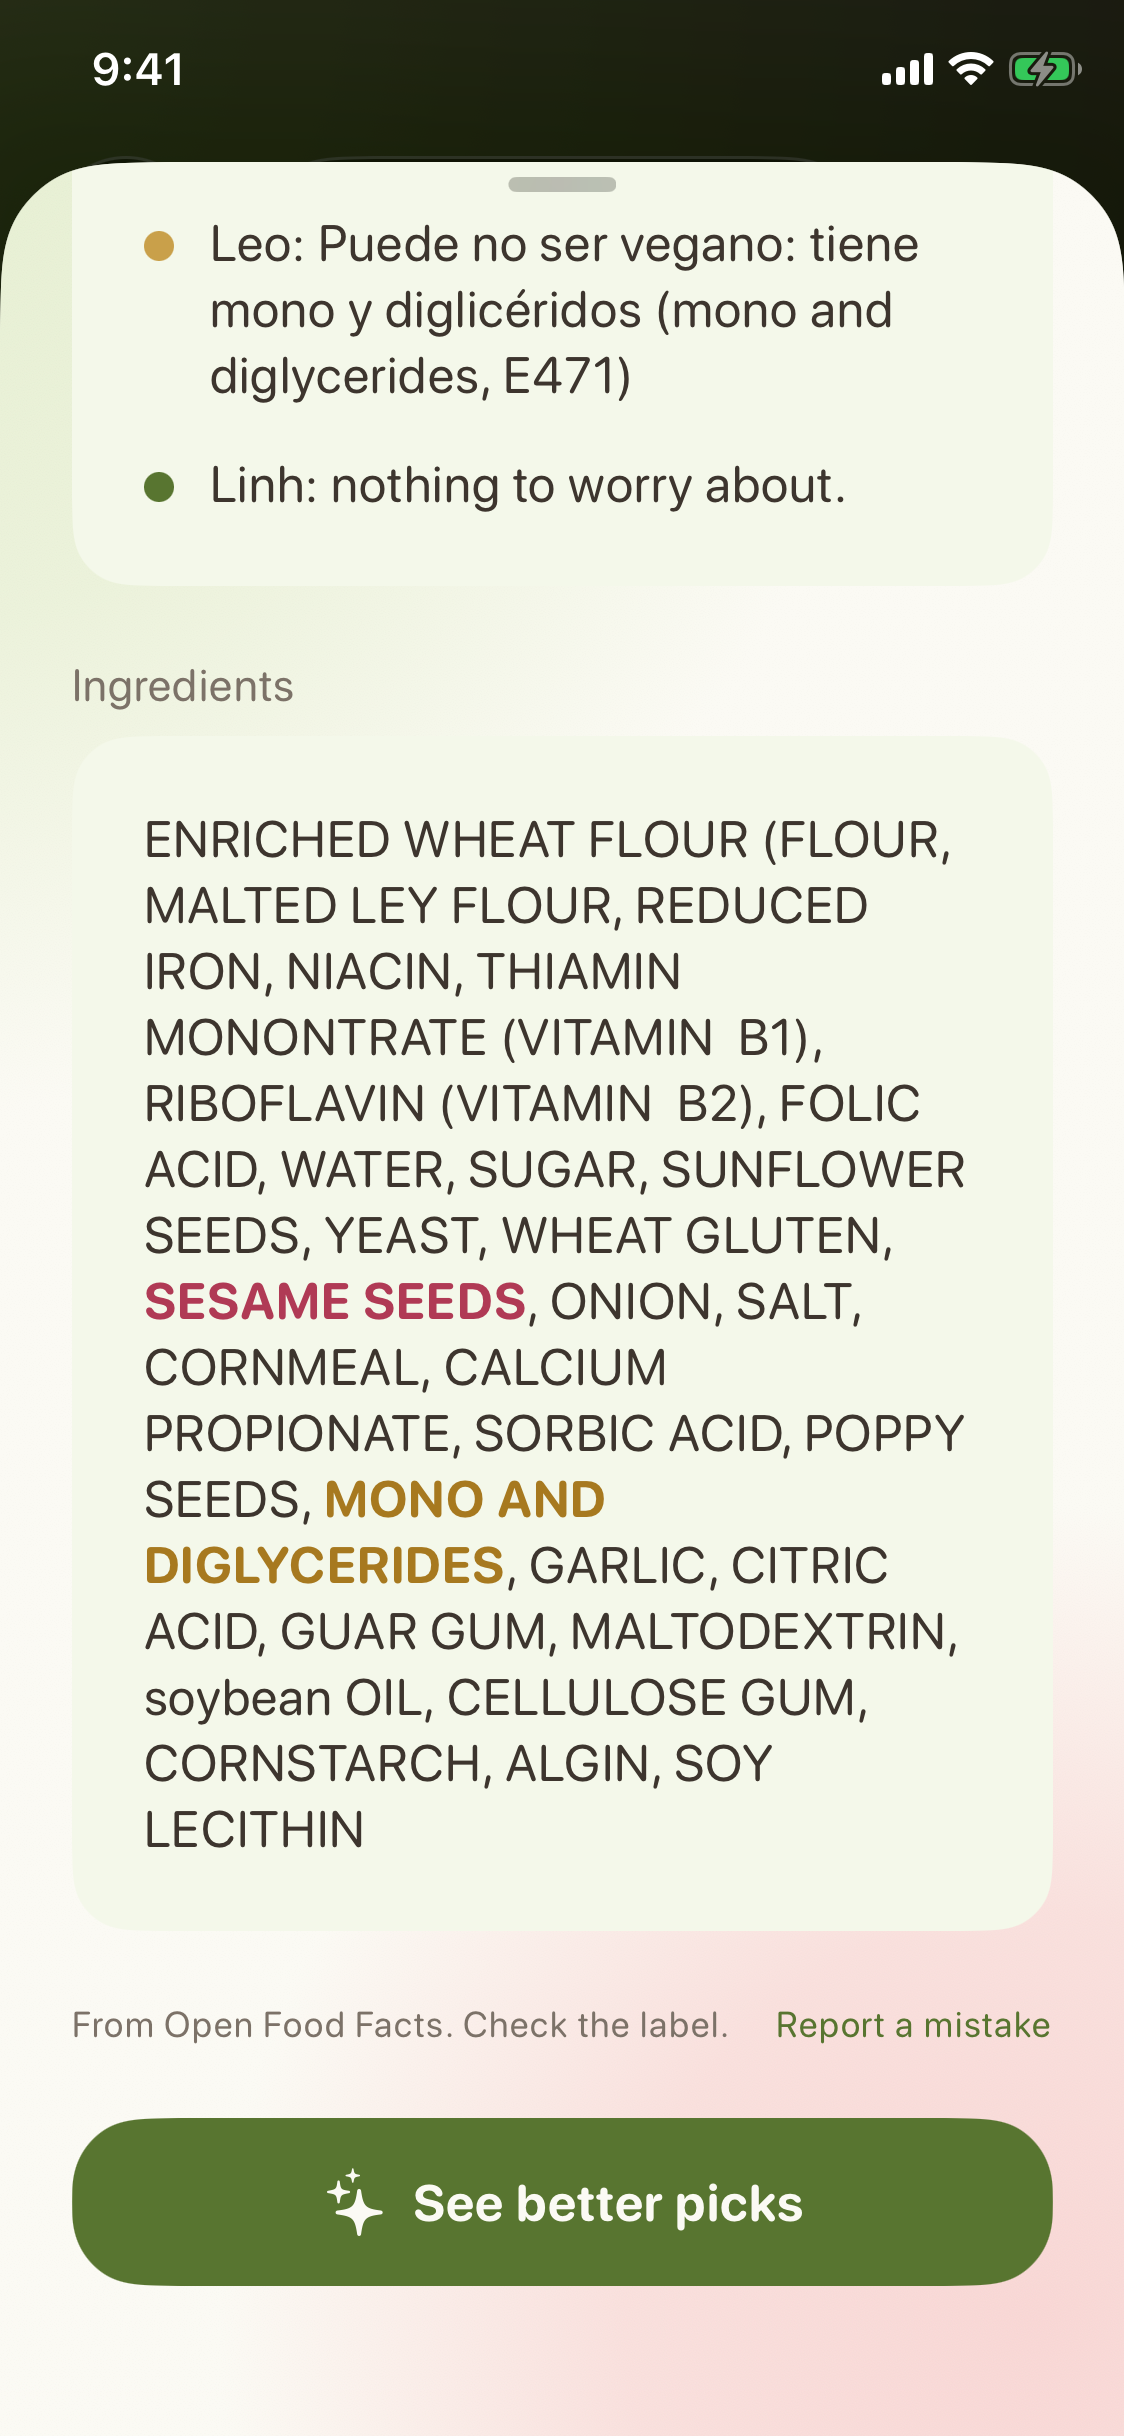 9:41
Leo: Puede no ser vegano: tiene
mono y diglicéridos (mono and
diglycerides, E471)
Linh: nothing to worry about.
Ingredients
ENRICHED WHEAT FLOUR (FLOUR,
MALTED LEY FLOUR, REDUCED
IRON, NIACIN, THIAMIN
MONONTRATE (VITAMIN  B1),
RIBOFLAVIN (VITAMIN  B2), FOLIC
ACID, WATER, SUGAR, SUNFLOWER
SEEDS, YEAST, WHEAT GLUTEN,
SESAME SEEDS, ONION, SALT,
CORNMEAL, CALCIUM
PROPIONATE, SORBIC ACID, POPPY
SEEDS, MONO AND
DIGLYCERIDES, GARLIC, CITRIC
ACID, GUAR GUM, MALTODEXTRIN,
soybean OIL, CELLULOSE GUM,
CORNSTARCH, ALGIN, SOY
LECITHIN
From Open Food Facts. Check the label. Report a mistake
See better picks